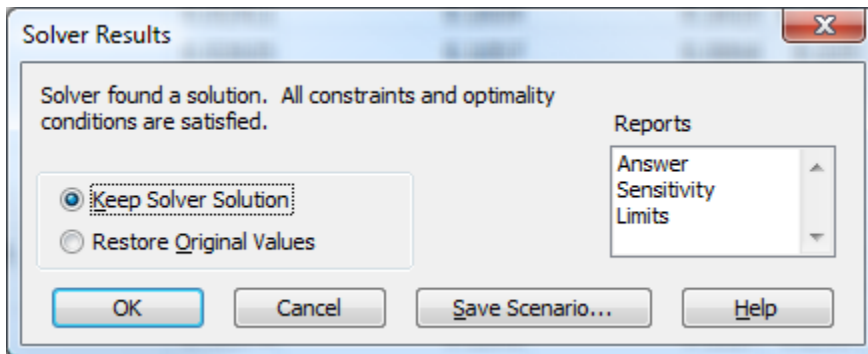 Solver Results
Solver found a solution. All constraints and optimality
conditions are satisfied.
Reports
Answer
Sensitivity
Limits
Keep Solver Solution
Restore Original Values
OK
Cancel
Save Scenario...
Help